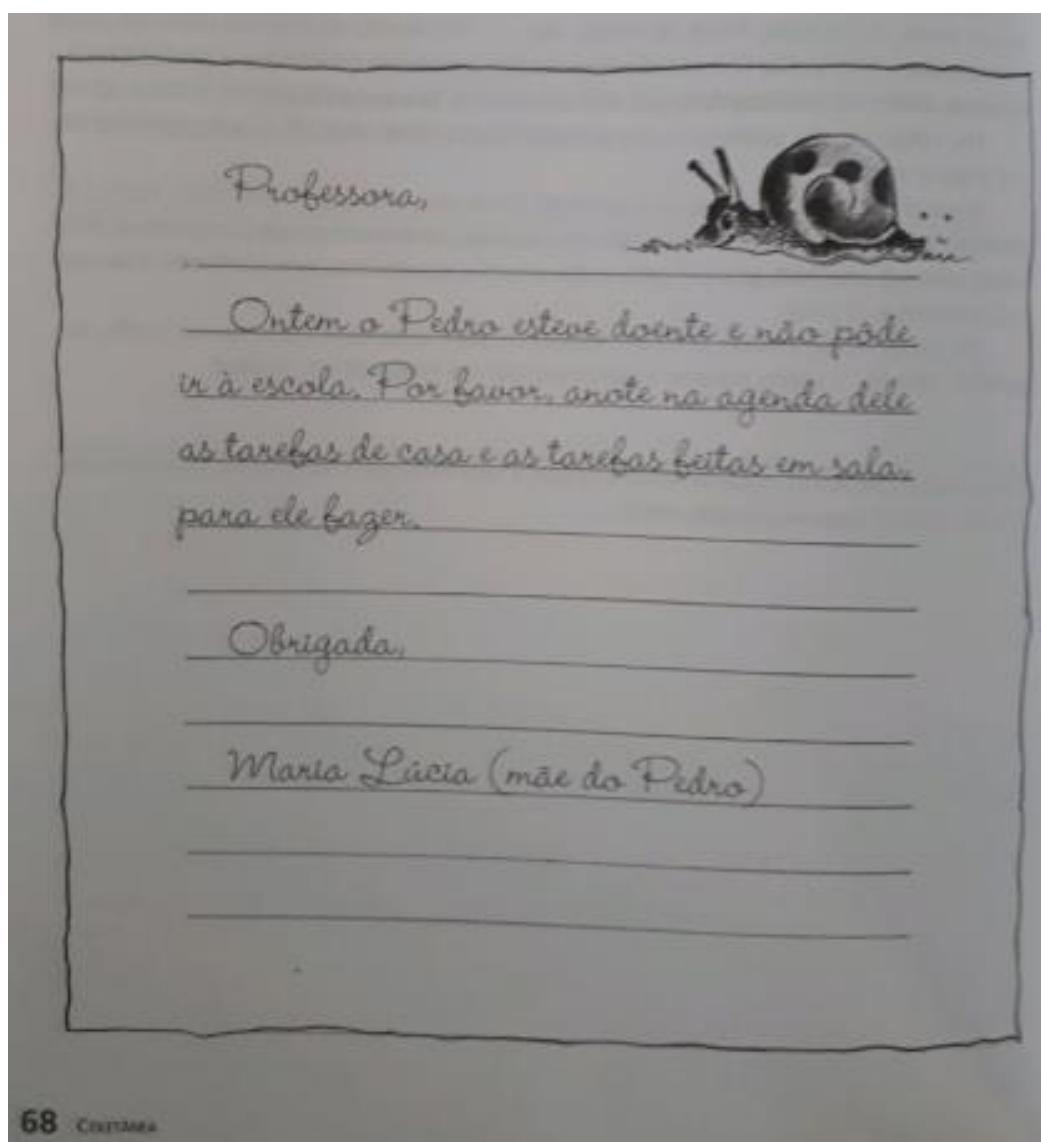 Professora,
Ontem o Pedro esteve doente e não pôde
ir à escola. Por favor, anote na agenda dele
as tarefas de casa e as tarefas feitas em sala,
para ele fazer.
Obrigada,
Maria Lúcia (mãe do Pedro)
68 COLETÂNEA